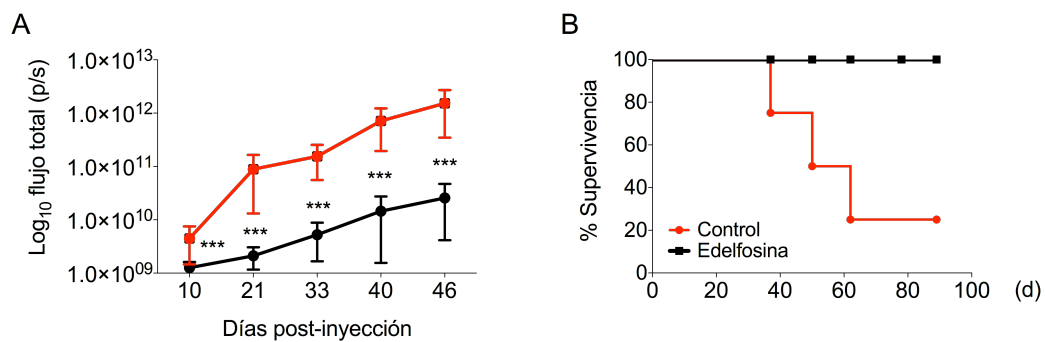 A
Log10 flujo total (p/s)
1.0×10^13
1.0×10^12
1.0×10^11
1.0×10^10
1.0×10^09
***
***
***
***
***
10 21 33 40 46
Días post-inyección
B
% Supervivencia
100
80
60
40
20
0
Control
Edelfosina
0 20 40 60 80 100 (d)